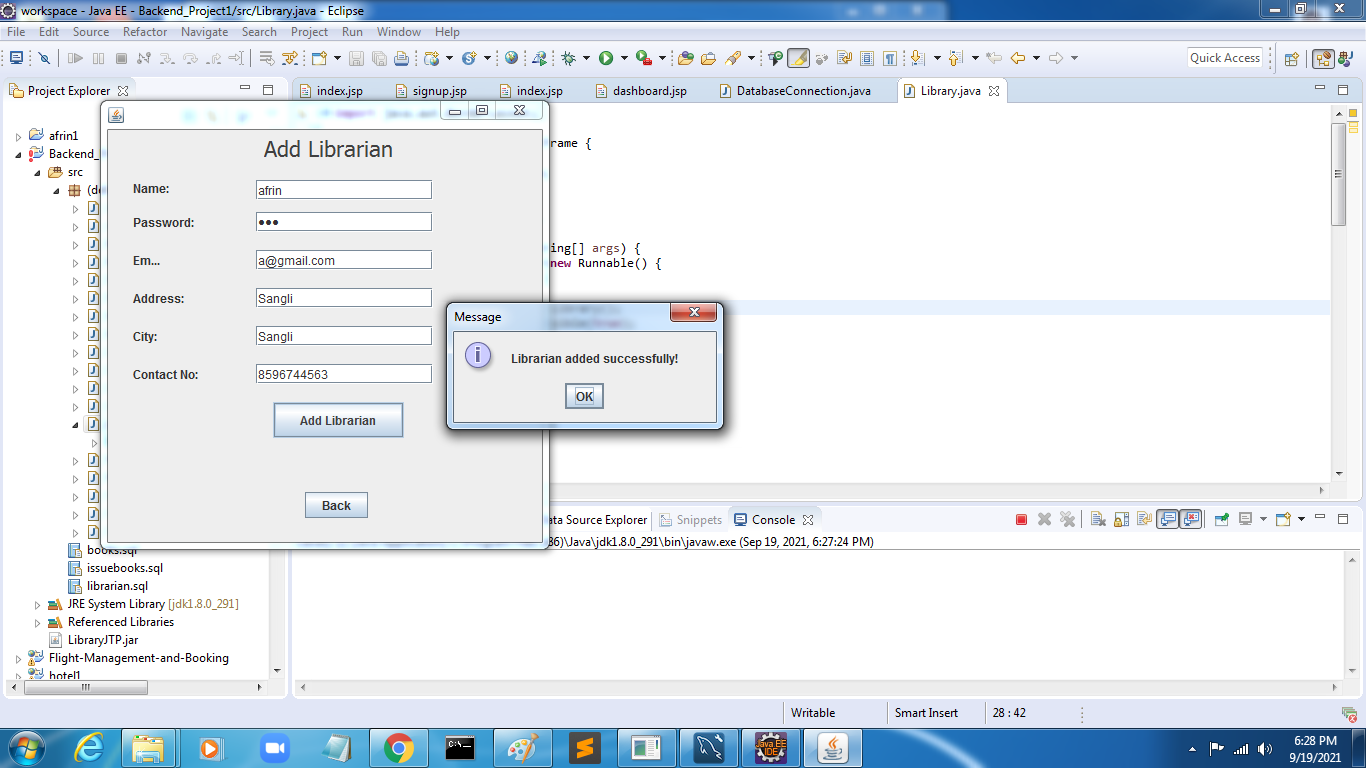 workspace - Java EE - Backend_Project1/src/Library.java - Eclipse
File Edit Source Refactor Navigate Search Project Run Window Help
Quick Access
Project Explorer
index.jsp signup.jsp index.jsp dashboard.jsp DatabaseConnection.java Library.java
afrin1
Backend_
src
(de
books.sql
issuebooks.sql
librarian.sql
JRE System Library [jdk1.8.0_291]
Referenced Libraries
LibraryJTP.jar
Flight-Management-and-Booking
hotel1
Add Librarian
Name: afrin
Password: •••
Em... a@gmail.com
Address: Sangli
City: Sangli
Contact No: 8596744563
Add Librarian
Back
rame {
ing[] args) {
new Runnable() {
Message
Librarian added successfully!
OK
ata Source Explorer Snippets Console
86)\Java\jdk1.8.0_291\bin\javaw.exe (Sep 19, 2021, 6:27:24 PM)
Writable Smart Insert 28 : 42
Java EE
IDE
6:28 PM
9/19/2021